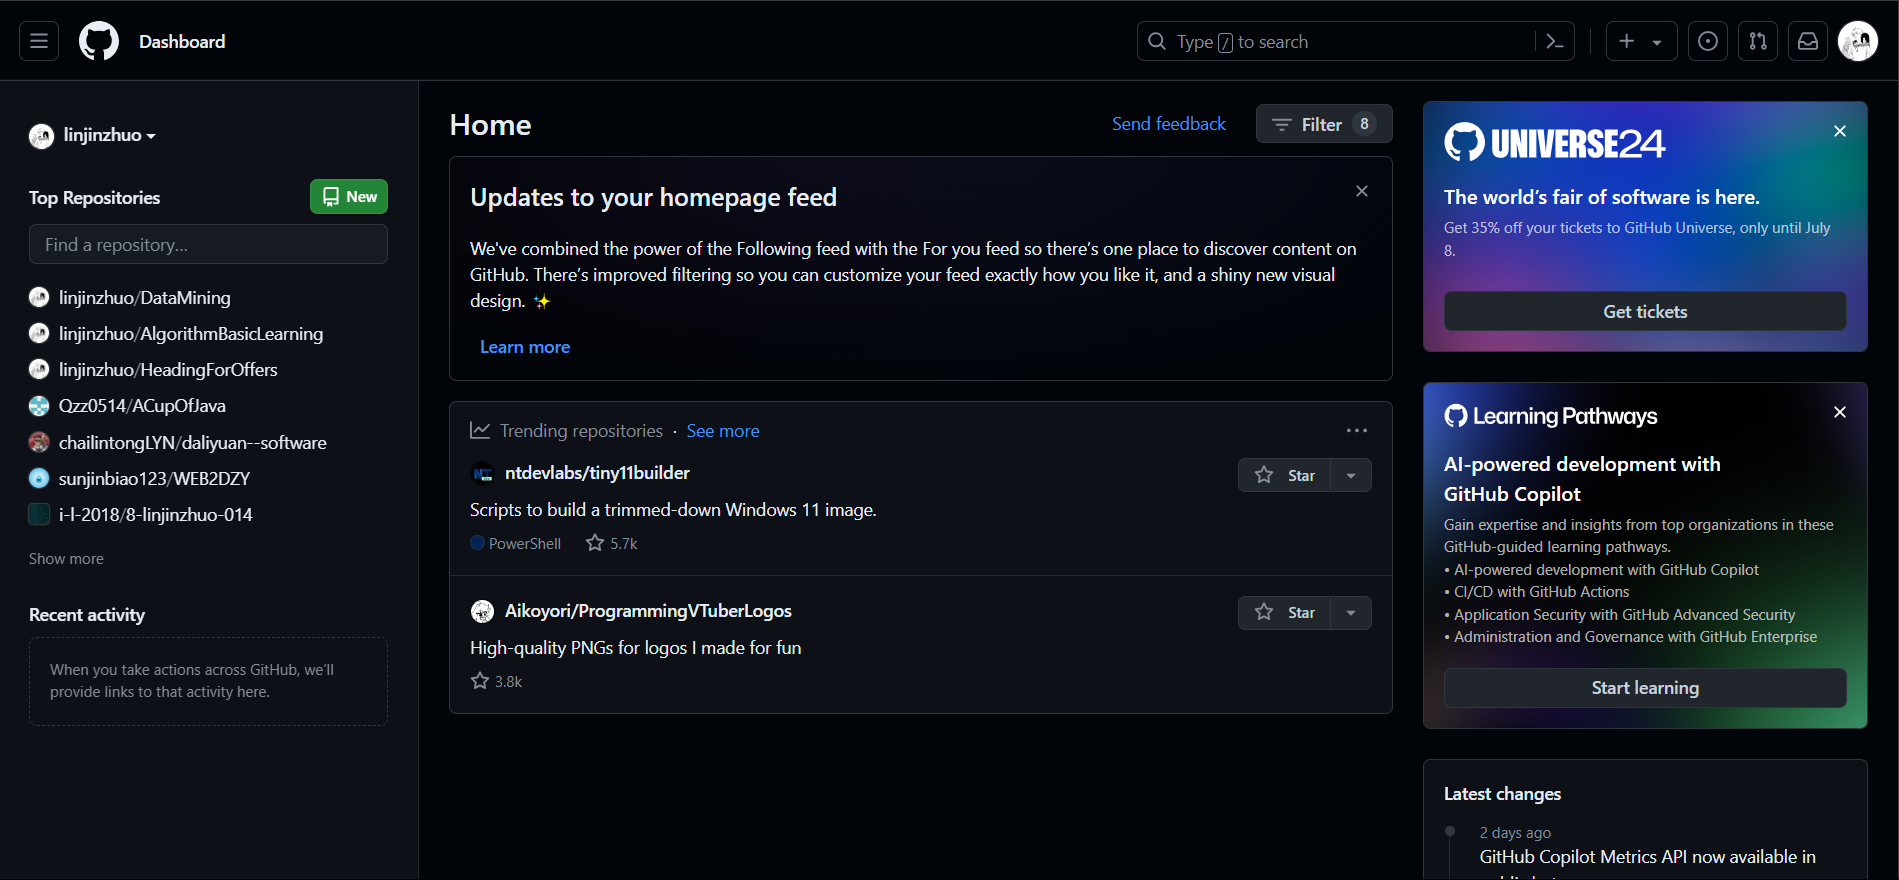 Dashboard
Type / to search
linjinzhuo
Top Repositories
New
Find a repository...
linjinzhuo/DataMining
linjinzhuo/AlgorithmBasicLearning
linjinzhuo/HeadingForOffers
Qzz0514/ACupOfJava
chailintongLYN/daliyuan--software
sunjinbiao123/WEB2DZY
i-l-2018/8-linjinzhuo-014
Show more
Recent activity
When you take actions across GitHub, we'll
provide links to that activity here.
Home
Send feedback
Filter 8
Updates to your homepage feed
We've combined the power of the Following feed with the For you feed so there's one place to discover content on
GitHub. There's improved filtering so you can customize your feed exactly how you like it, and a shiny new visual
design. ✨
Learn more
Trending repositories · See more
ntdevlabs/tiny11builder
Star
Scripts to build a trimmed-down Windows 11 image.
PowerShell 5.7k
Aikoyori/ProgrammingVTuberLogos
Star
High-quality PNGs for logos I made for fun
3.8k
UNIVERSE24
The world's fair of software is here.
Get 35% off your tickets to GitHub Universe, only until July
8.
Get tickets
Learning Pathways
AI-powered development with
GitHub Copilot
Gain expertise and insights from top organizations in these
GitHub-guided learning pathways.
• AI-powered development with GitHub Copilot
• CI/CD with GitHub Actions
• Application Security with GitHub Advanced Security
• Administration and Governance with GitHub Enterprise
Start learning
Latest changes
2 days ago
GitHub Copilot Metrics API now available in